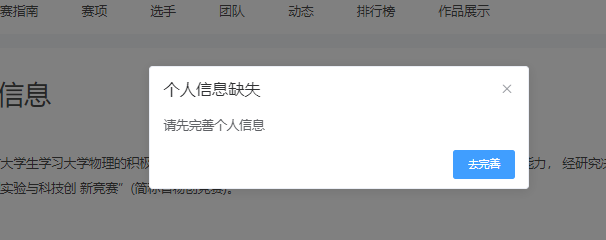 赛指南 赛项 选手 团队 动态 排行榜 作品展示
信息
个人信息缺失
请先完善个人信息
去完善
大学生学习大学物理的积极 能力， 经研究决
实验与科技创 新竞赛”